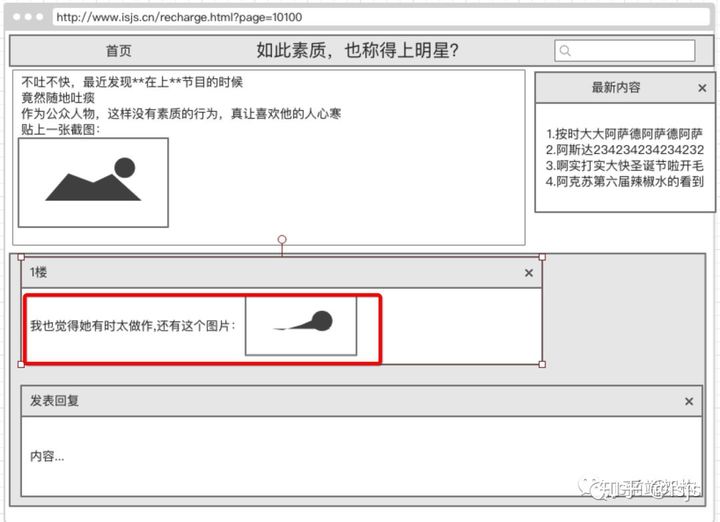 http://www.isjs.cn/recharge.html?page=10100
首页
如此素质，也称得上明星?
不吐不快，最近发现**在上**节目的时候
竟然随地吐痰
作为公众人物，这样没有素质的行为，真让喜欢他的人心寒
贴上一张截图：
最新内容
1.按时大大阿萨德阿萨德阿萨
2.阿斯达234234234234232
3.啊实打实大快圣诞节啦开毛
4.阿克苏第六届辣椒水的看到
1楼
我也觉得她有时太做作,还有这个图片：
发表回复
内容...
知乎 @isjs